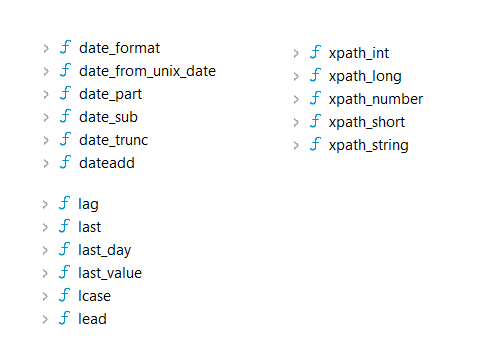 date_format
date_from_unix_date
date_part
date_sub
date_trunc
dateadd
lag
last
last_day
last_value
lcase
lead
xpath_int
xpath_long
xpath_number
xpath_short
xpath_string